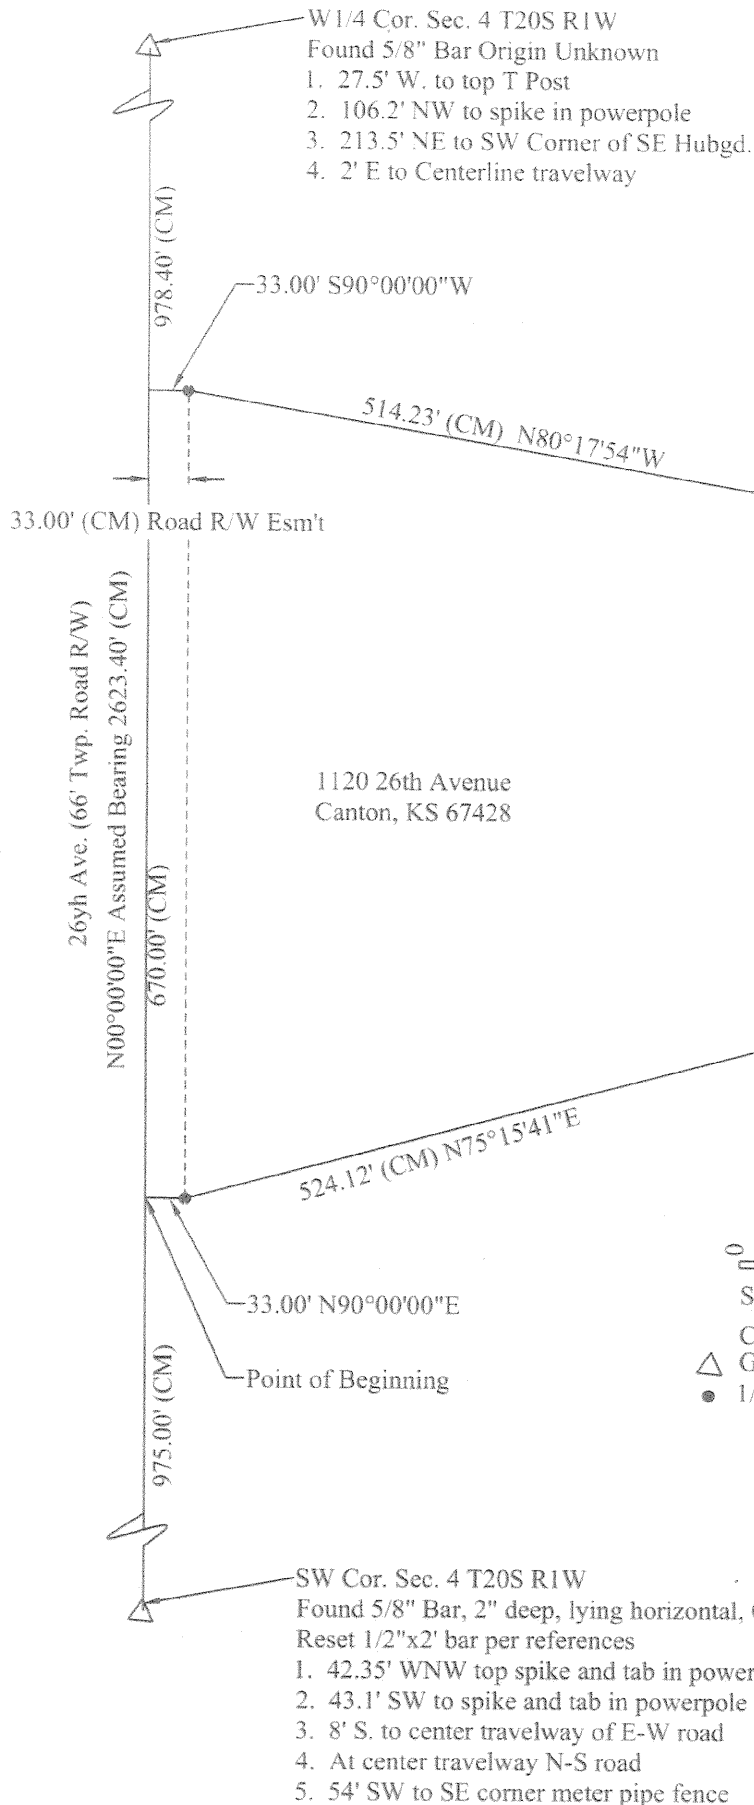 W1/4 Cor. Sec. 4 T20S R1W
Found 5/8" Bar Origin Unknown
1. 27.5' W. to top T Post
2. 106.2' NW to spike in powerpole
3. 213.5' NE to SW Corner of SE Hubgd.
4. 2' E to Centerline travelway
978.40' (CM)
33.00' S90°00'00"W
514.23' (CM) N80°17'54"W
33.00' (CM) Road R/W Esm't
26yh Ave. (66' Twp. Road R/W)
N00°00'00"E Assumed Bearing 2623.40' (CM)
670.00' (CM)
1120 26th Avenue
Canton, KS 67428
524.12' (CM) N75°15'41"E
33.00' N90°00'00"E
Point of Beginning
975.00' (CM)
0
S
C
G
1/
SW Cor. Sec. 4 T20S R1W
Found 5/8" Bar, 2" deep, lying horizontal,
Reset 1/2"x2' bar per references
1. 42.35' WNW top spike and tab in power
2. 43.1' SW to spike and tab in powerpole
3. 8' S. to center travelway of E-W road
4. At center travelway N-S road
5. 54' SW to SE corner meter pipe fence